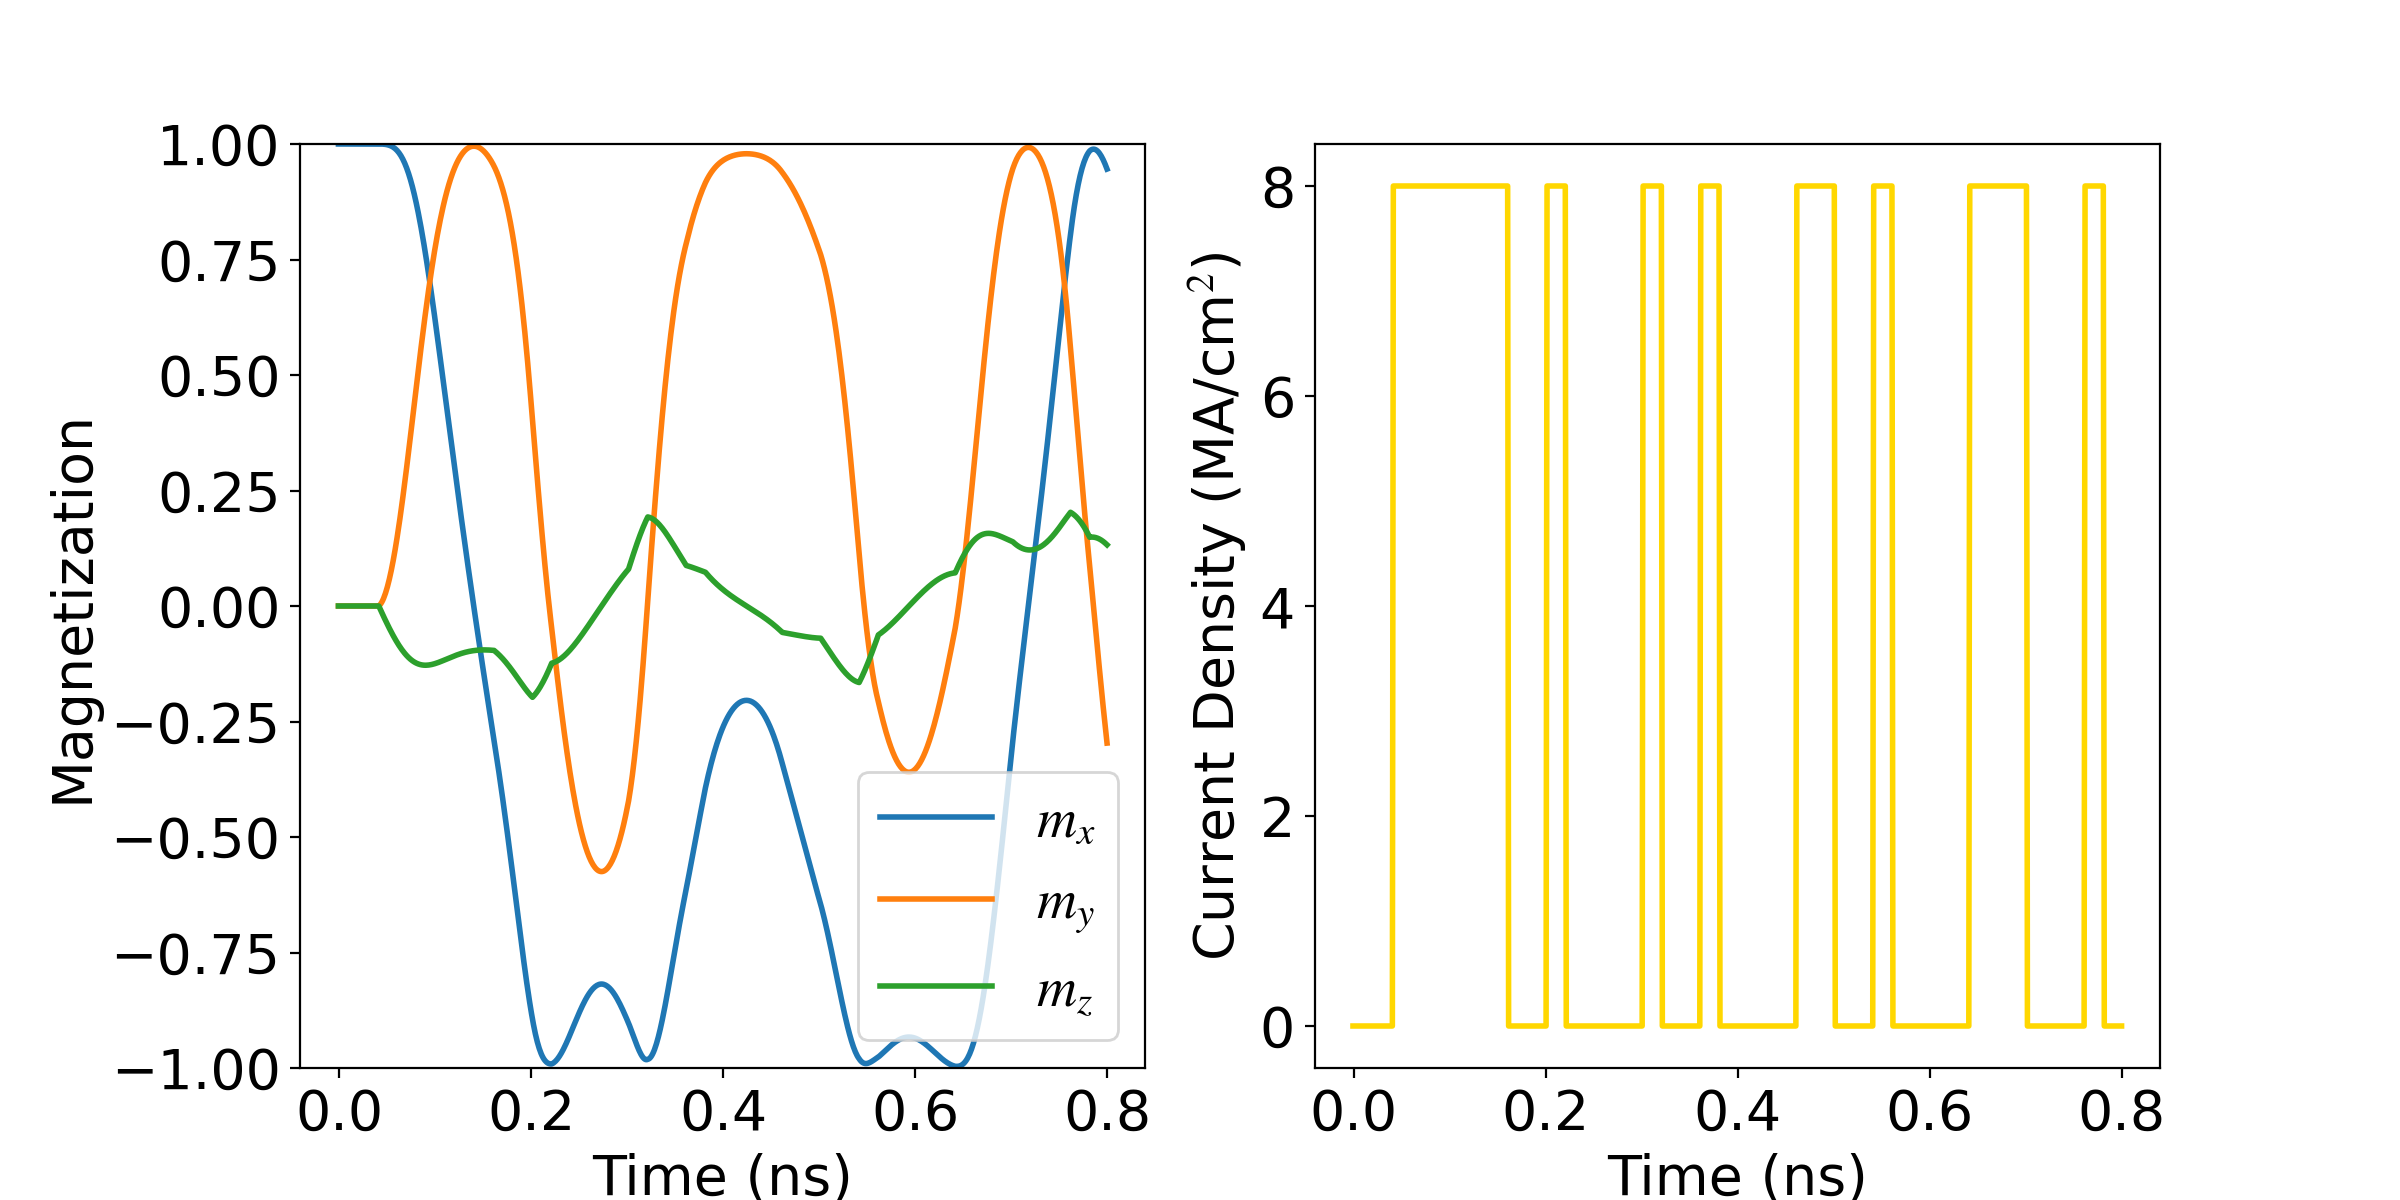 Magnetization
1.00
0.75
0.50
0.25
0.00
−0.25
−0.50
−0.75
−1.00
0.0 0.2 0.4 0.6 0.8
Time (ns)
m_x
m_y
m_z
Current Density (MA/cm²)
8
6
4
2
0
0.0 0.2 0.4 0.6 0.8
Time (ns)